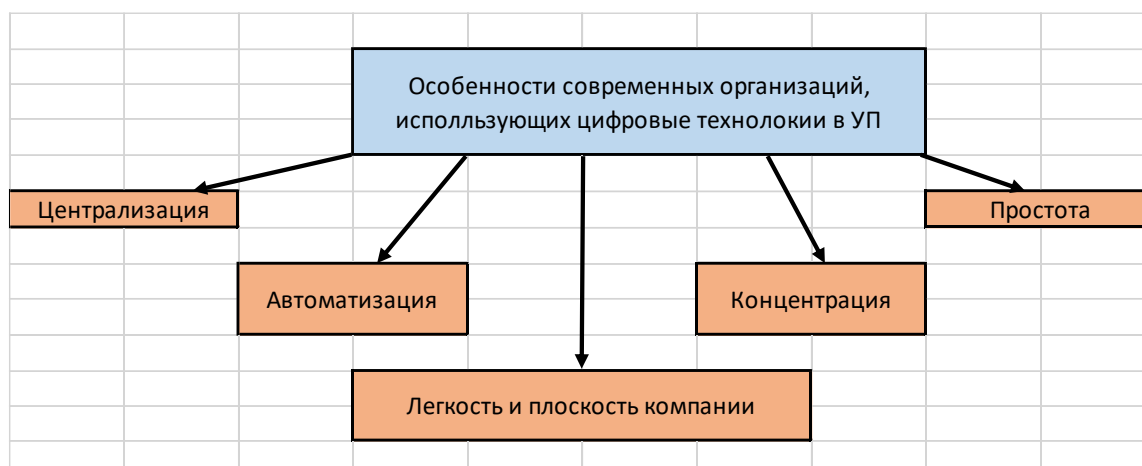 Особенности современных организаций,
исполльзующих цифровые технолокии в УП
Централизация
Простота
Автоматизация
Концентрация
Легкость и плоскость компании